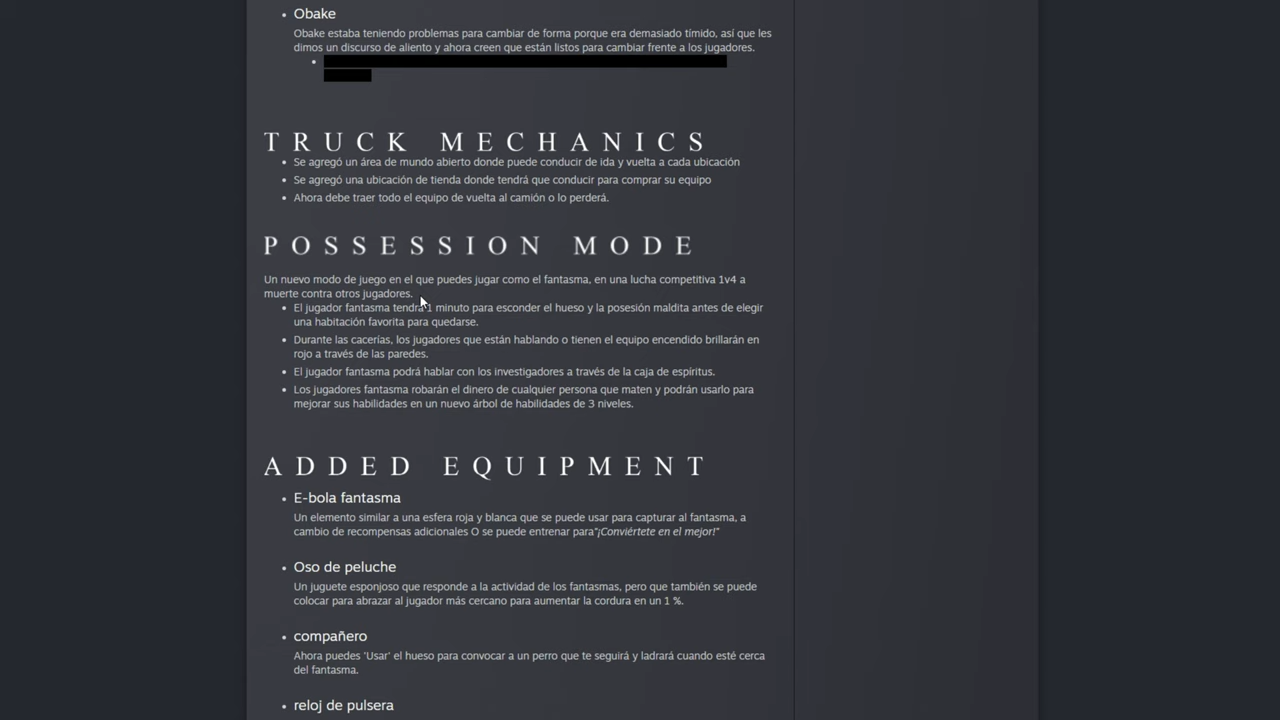 Obake
Obake estaba teniendo problemas para cambiar de forma porque era demasiado tímido, así que les
dimos un discurso de aliento y ahora creen que están listos para cambiar frente a los jugadores.
TRUCK MECHANICS
Se agregó un área de mundo abierto donde puede conducir de ida y vuelta a cada ubicación
Se agregó una ubicación de tienda donde tendrá que conducir para comprar su equipo
Ahora debe traer todo el equipo de vuelta al camión o lo perderá.
POSSESSION MODE
Un nuevo modo de juego en el que puedes jugar como el fantasma, en una lucha competitiva 1v4 a
muerte contra otros jugadores.
El jugador fantasma tendrá 1 minuto para esconder el hueso y la posesión maldita antes de elegir
una habitación favorita para quedarse.
Durante las cacerías, los jugadores que están hablando o tienen el equipo encendido brillarán en
rojo a través de las paredes.
El jugador fantasma podrá hablar con los investigadores a través de la caja de espíritus.
Los jugadores fantasma robarán el dinero de cualquier persona que maten y podrán usarlo para
mejorar sus habilidades en un nuevo árbol de habilidades de 3 niveles.
ADDED EQUIPMENT
E-bola fantasma
Un elemento similar a una esfera roja y blanca que se puede usar para capturar al fantasma, a
cambio de recompensas adicionales O se puede entrenar para"¡Conviértete en el mejor!"
Oso de peluche
Un juguete esponjoso que responde a la actividad de los fantasmas, pero que también se puede
colocar para abrazar al jugador más cercano para aumentar la cordura en un 1 %.
compañero
Ahora puedes 'Usar' el hueso para convocar a un perro que te seguirá y ladrará cuando esté cerca
del fantasma.
reloj de pulsera